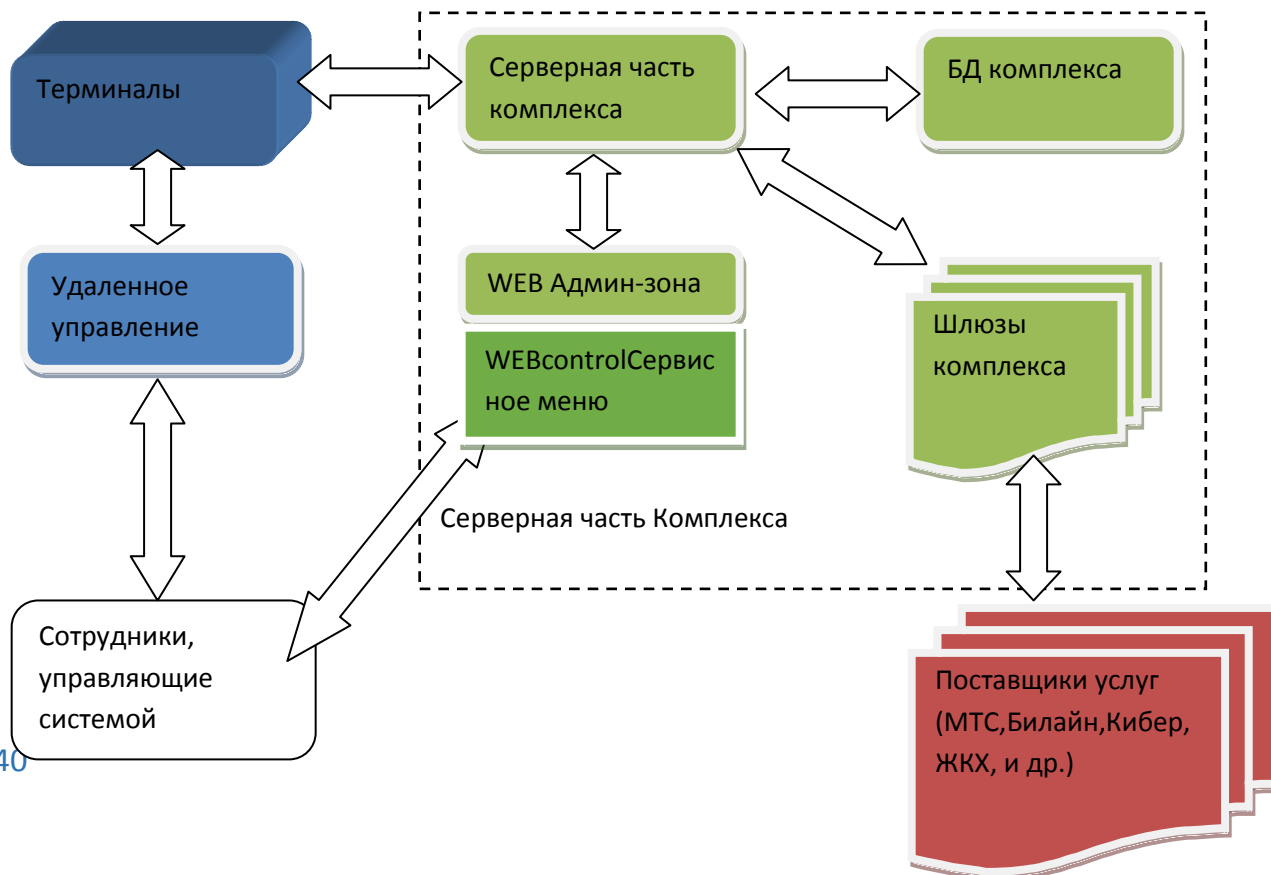 Терминалы
Серверная часть
комплекса
БД комплекса
Удаленное
управление
WEB Админ-зона
WEBcontrolСервис
ное меню
Шлюзы
комплекса
Серверная часть Комплекса
Сотрудники,
управляющие
системой
40
Поставщики услуг
(МТС,Билайн,Кибер,
ЖКХ, и др.)